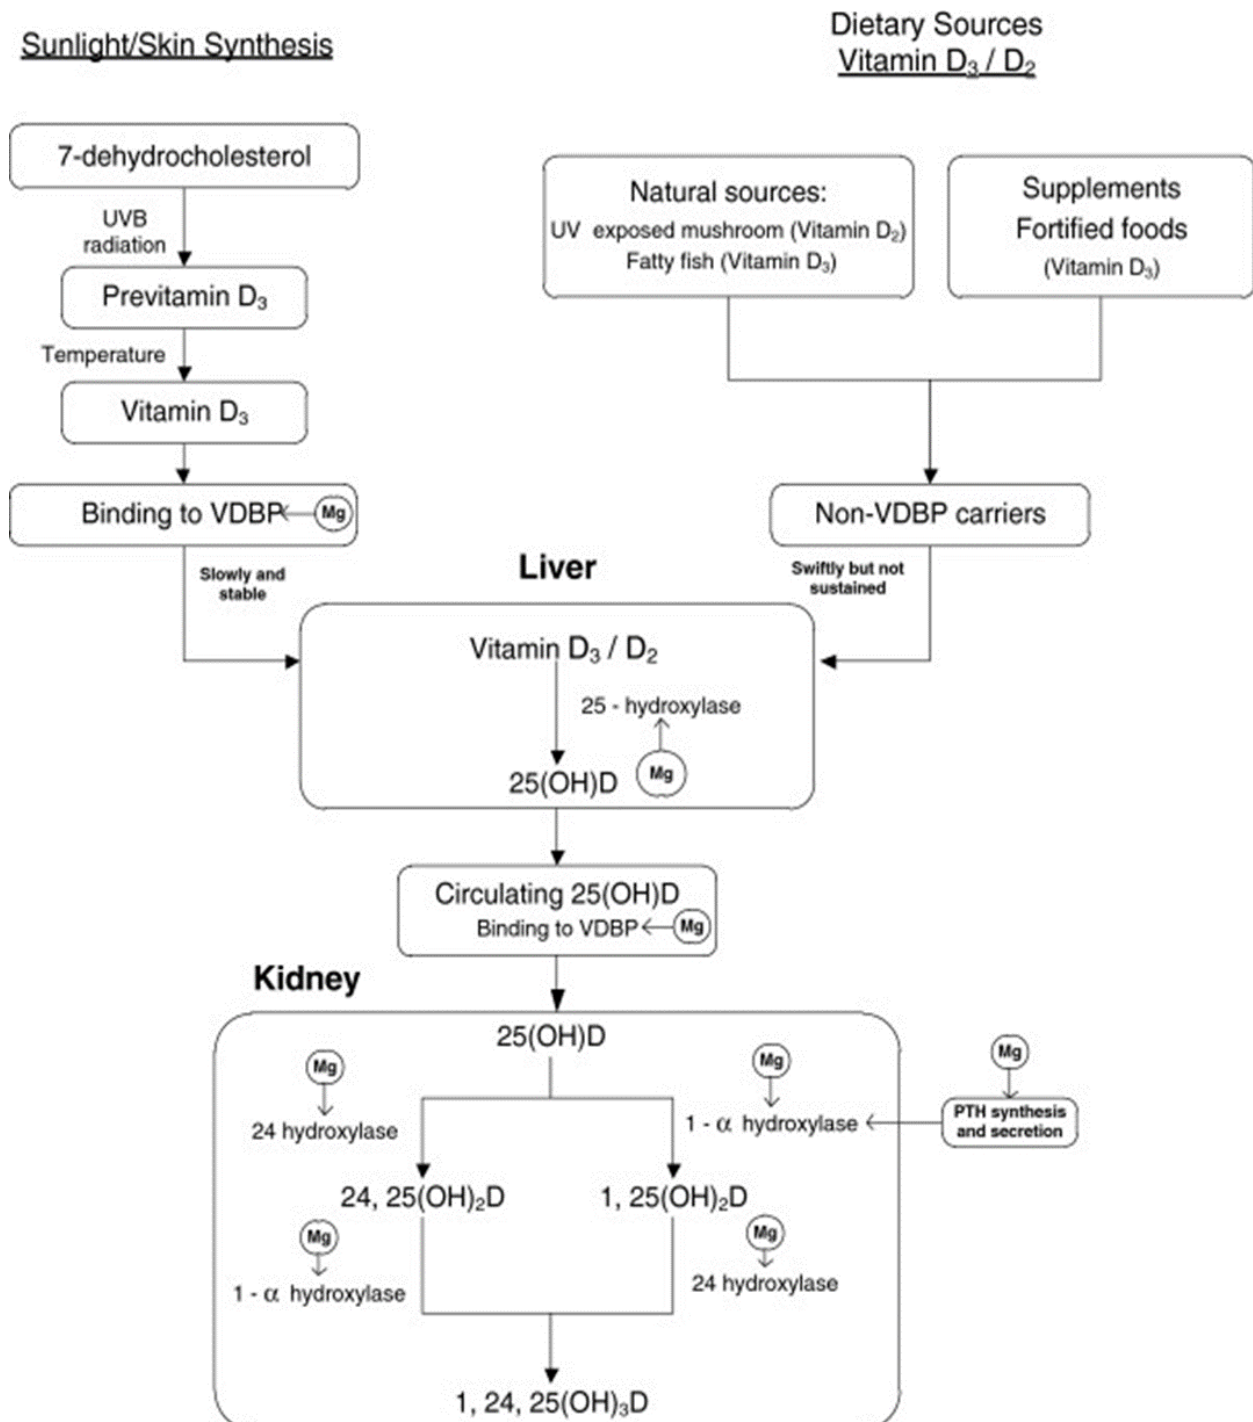 Sunlight/Skin Synthesis
Dietary Sources
Vitamin D₃ / D₂
7-dehydrocholesterol
UVB
radiation
Previtamin D₃
Temperature
Vitamin D₃
Binding to VDBP
Mg
Slowly and
stable
Natural sources:
UV exposed mushroom (Vitamin D₂)
Fatty fish (Vitamin D₃)
Supplements
Fortified foods
(Vitamin D₃)
Non-VDBP carriers
Swiftly but not
sustained
Liver
Vitamin D₃ / D₂
25 - hydroxylase
Mg
25(OH)D
Circulating 25(OH)D
Binding to VDBP
Mg
Kidney
25(OH)D
Mg
24 hydroxylase
Mg
1 - α hydroxylase
Mg
PTH synthesis
and secretion
24, 25(OH)₂D
1, 25(OH)₂D
Mg
1 - α hydroxylase
Mg
24 hydroxylase
1, 24, 25(OH)₃D